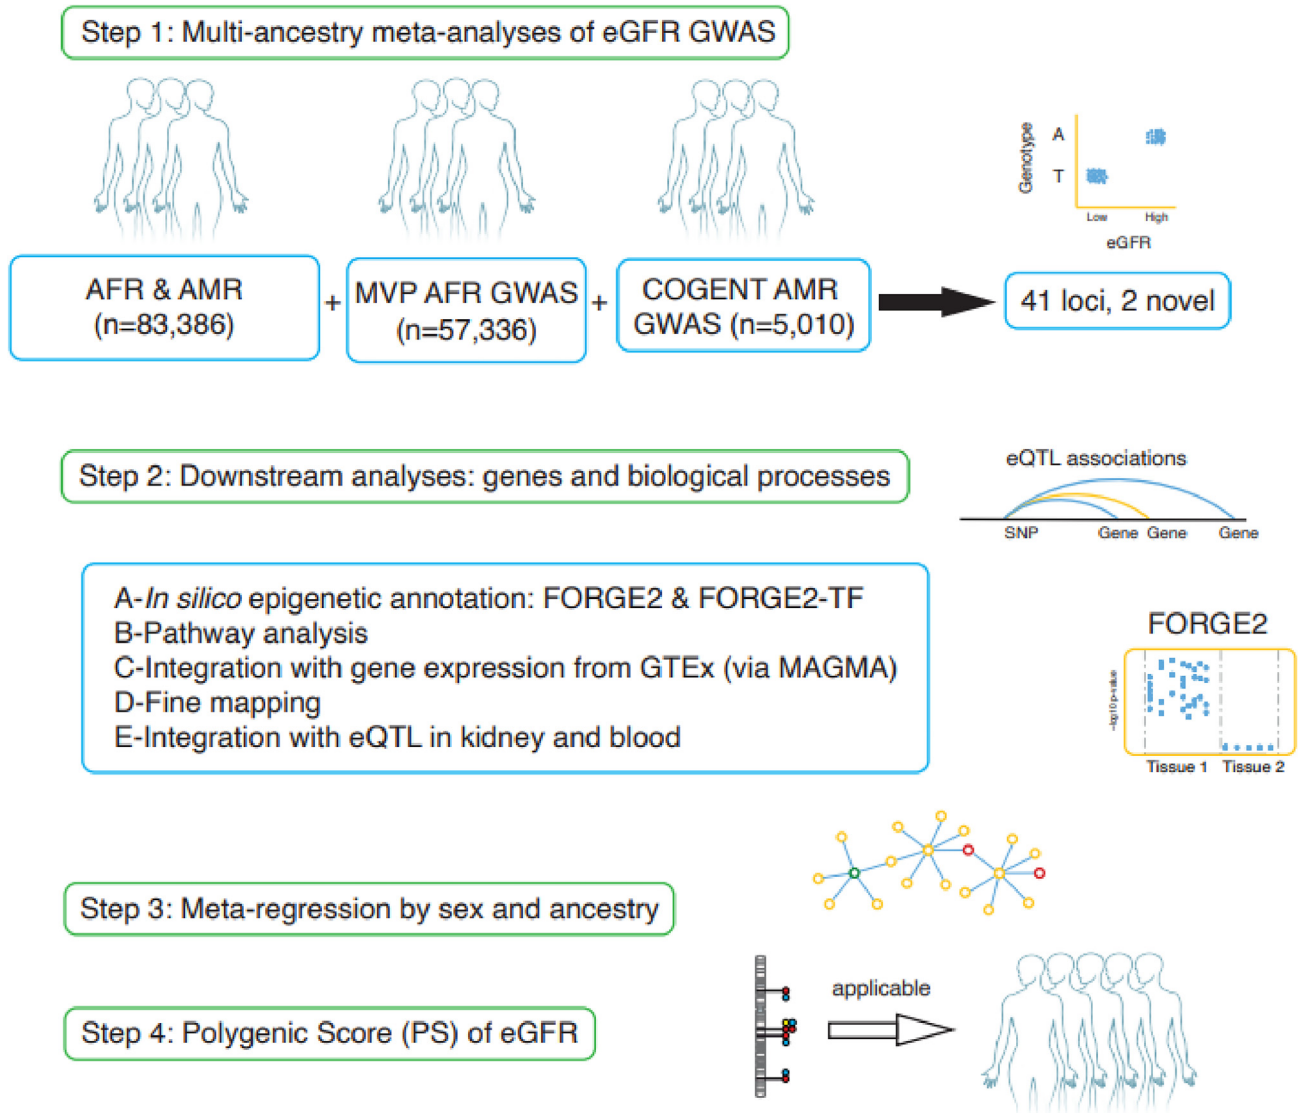 Step 1: Multi-ancestry meta-analyses of eGFR GWAS
Genotype
A
T
Low
High
eGFR
AFR & AMR
(n=83,386)
+
MVP AFR GWAS
(n=57,336)
+
COGENT AMR
GWAS (n=5,010)
41 loci, 2 novel
Step 2: Downstream analyses: genes and biological processes
eQTL associations
SNP
Gene
Gene
Gene
A-In silico epigenetic annotation: FORGE2 & FORGE2-TF
B-Pathway analysis
C-Integration with gene expression from GTEx (via MAGMA)
D-Fine mapping
E-Integration with eQTL in kidney and blood
FORGE2
-log10 p-value
Tissue 1
Tissue 2
Step 3: Meta-regression by sex and ancestry
Step 4: Polygenic Score (PS) of eGFR
applicable